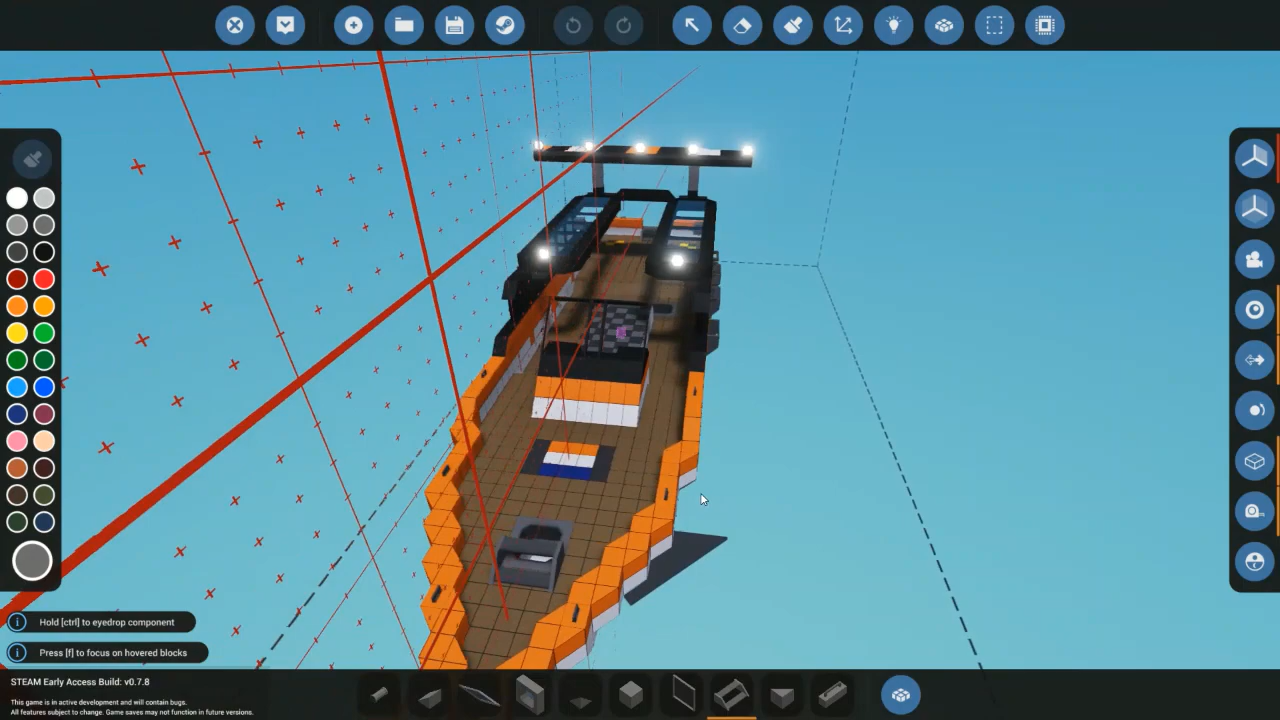 Hold [ctrl] to eyedrop component
Press [f] to focus on hovered blocks
STEAM Early Access Build: v0.7.8
This game is in active development and will contain bugs.
All features subject to change. Game saves may not function in future versions.